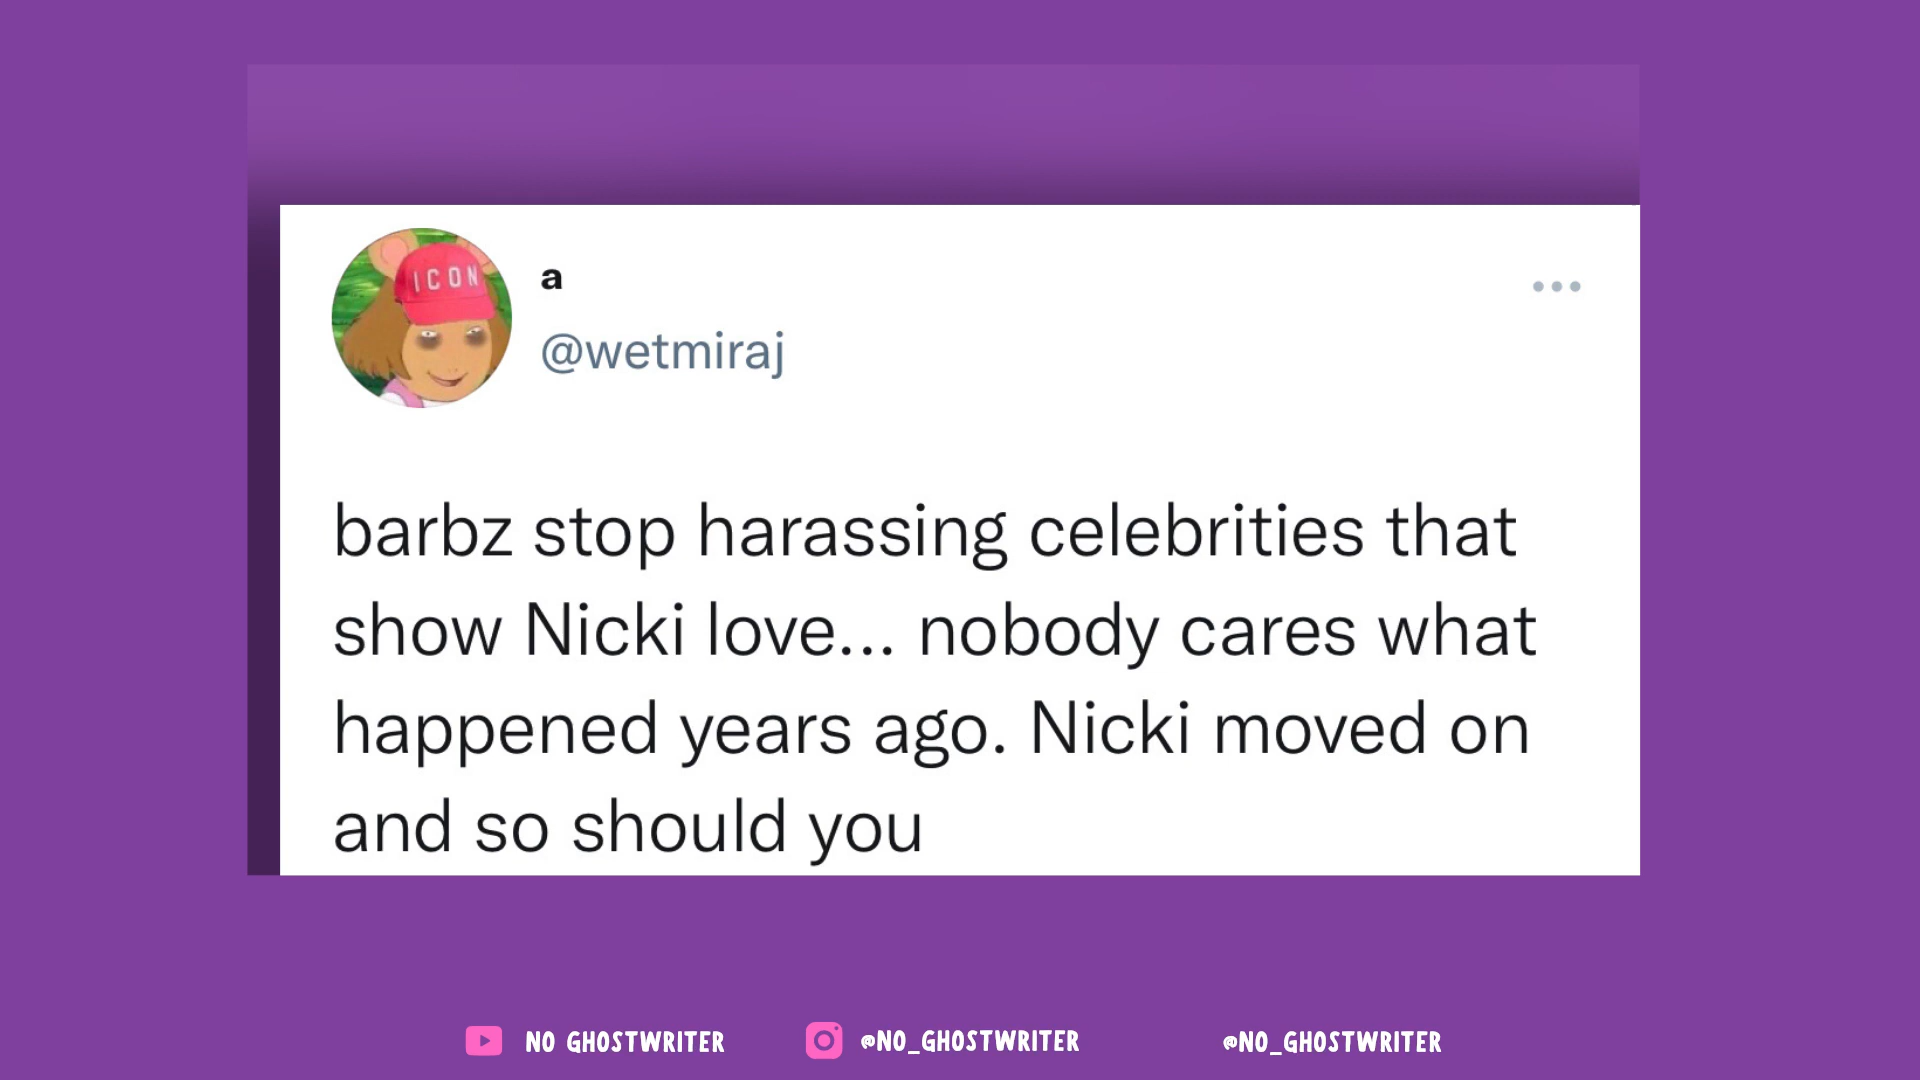 ICON
a
@wetmiraj
barbz stop harassing celebrities that
show Nicki love... nobody cares what
happened years ago. Nicki moved on
and so should you
NO GHOSTWRITER
@NO_GHOSTWRITER
@NO_GHOSTWRITER